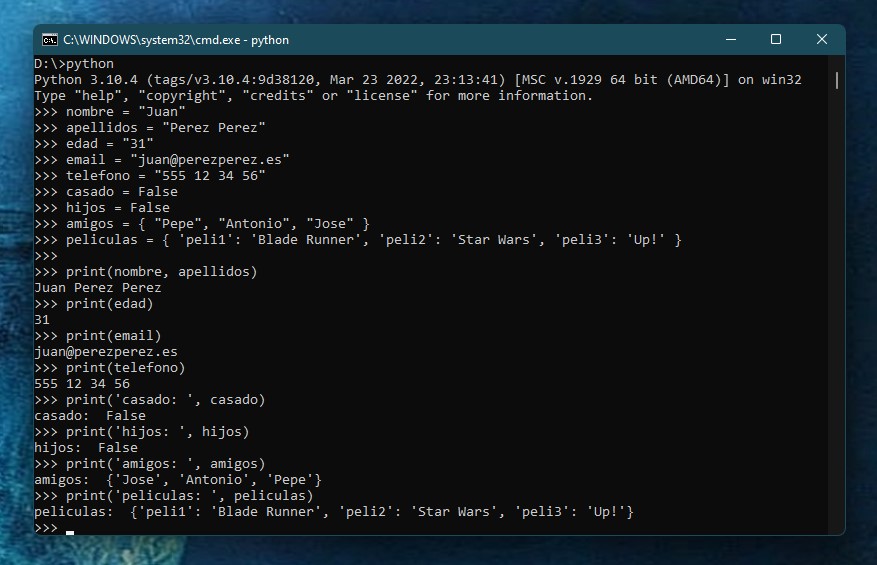 C:\WINDOWS\system32\cmd.exe - python
D:\>python
Python 3.10.4 (tags/v3.10.4:9d38120, Mar 23 2022, 23:13:41) [MSC v.1929 64 bit (AMD64)] on win32
Type "help", "copyright", "credits" or "license" for more information.
>>> nombre = "Juan"
>>> apellidos = "Perez Perez"
>>> edad = "31"
>>> email = "juan@perezperez.es"
>>> telefono = "555 12 34 56"
>>> casado = False
>>> hijos = False
>>> amigos = { "Pepe", "Antonio", "Jose" }
>>> peliculas = { 'peli1': 'Blade Runner', 'peli2': 'Star Wars', 'peli3': 'Up!' }
>>>
>>> print(nombre, apellidos)
Juan Perez Perez
>>> print(edad)
31
>>> print(email)
juan@perezperez.es
>>> print(telefono)
555 12 34 56
>>> print('casado: ', casado)
casado:  False
>>> print('hijos: ', hijos)
hijos:  False
>>> print('amigos: ', amigos)
amigos:  {'Jose', 'Antonio', 'Pepe'}
>>> print('peliculas: ', peliculas)
peliculas:  {'peli1': 'Blade Runner', 'peli2': 'Star Wars', 'peli3': 'Up!'}
>>>